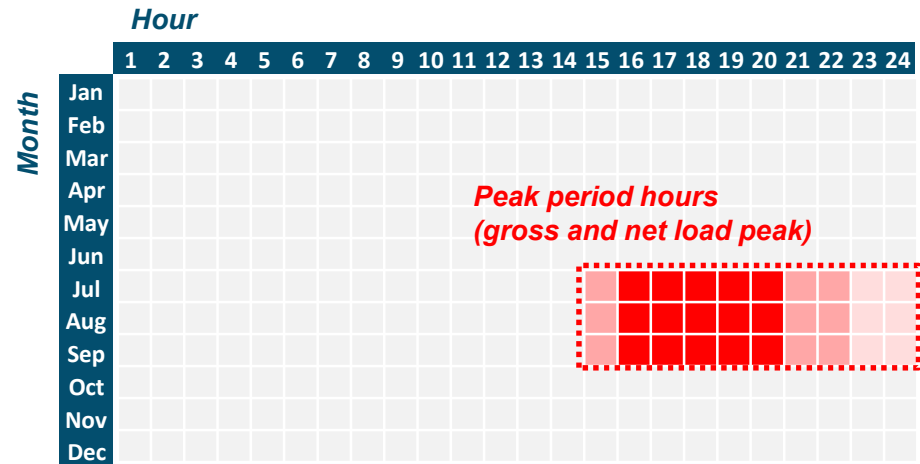 Hour
1 2 3 4 5 6 7 8 9 10 11 12 13 14 15 16 17 18 19 20 21 22 23 24
Month
Jan
Feb
Mar
Apr
May
Jun
Jul
Aug
Sep
Oct
Nov
Dec
Peak period hours
(gross and net load peak)